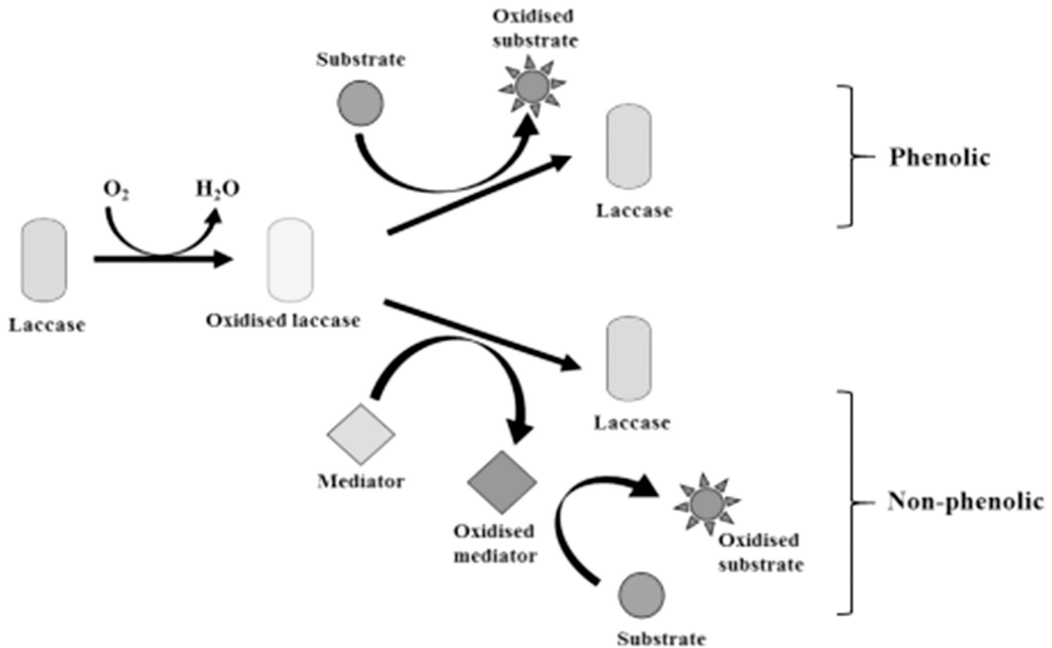 Oxidised
substrate
Substrate
Phenolic
O₂
H₂O
Laccase
Laccase
Oxidised laccase
Laccase
Mediator
Non-phenolic
Oxidised
mediator
Oxidised
substrate
Substrate